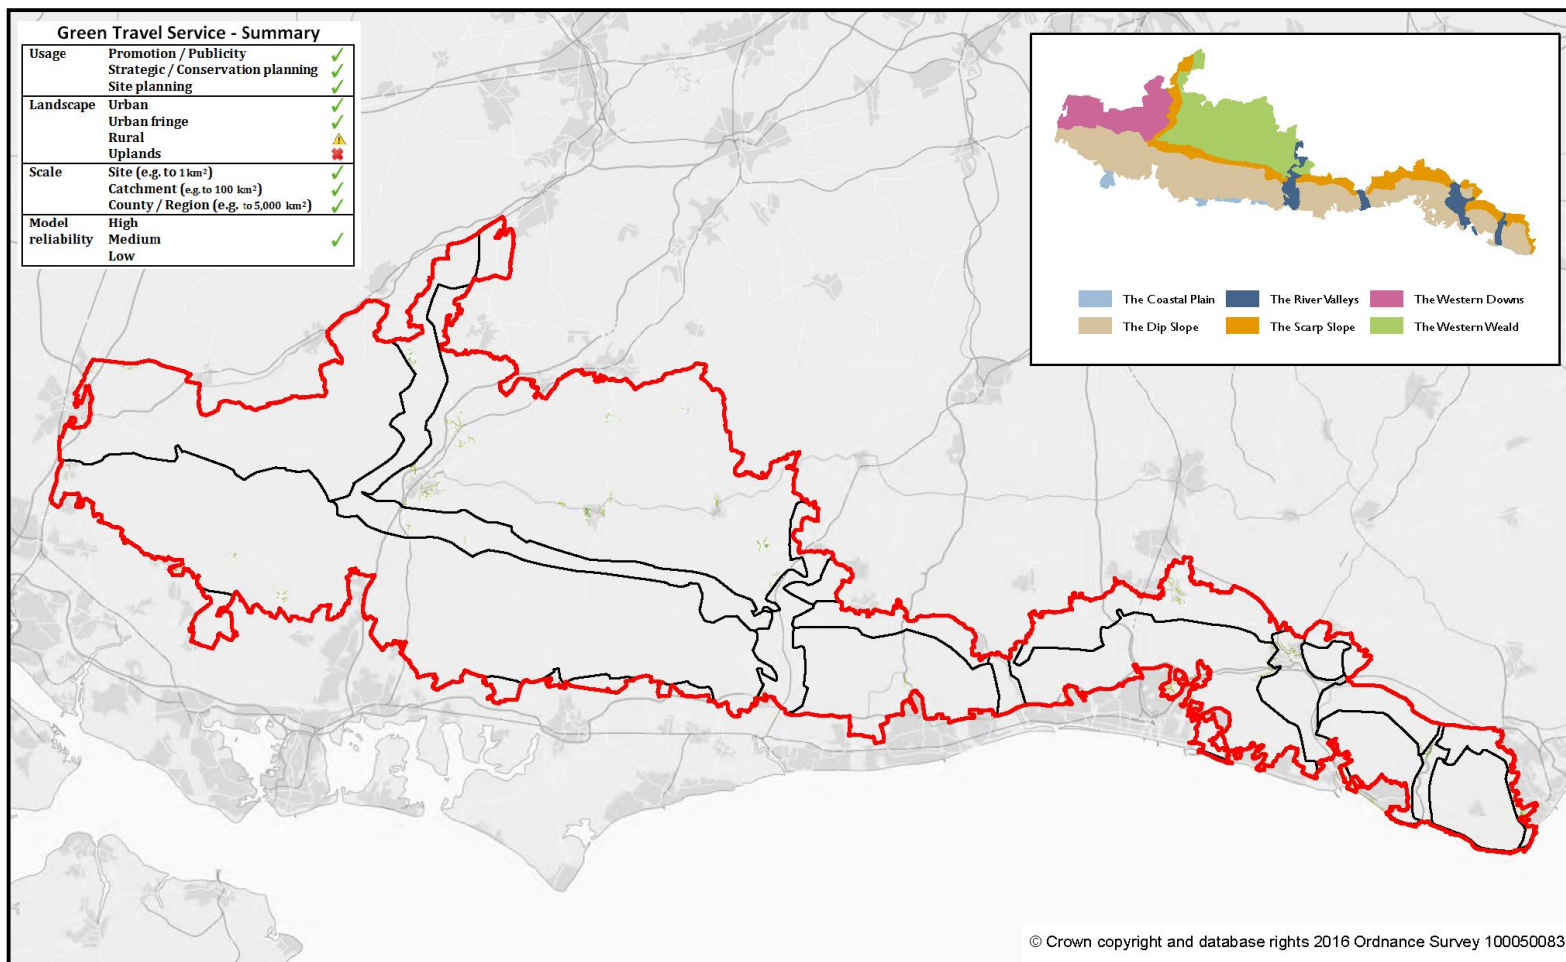 Green Travel Service - Summary
Usage Promotion / Publicity
Strategic / Conservation planning
Site planning
Landscape Urban
Urban fringe
Rural
Uplands
Scale Site (e.g. to 1 km²)
Catchment (e.g. to 100 km²)
County / Region (e.g. to 5,000 km²)
Model High
reliability Medium
Low
The Coastal Plain The River Valleys The Western Downs
The Dip Slope The Scarp Slope The Western Weald
© Crown copyright and database rights 2016 Ordnance Survey 100050083